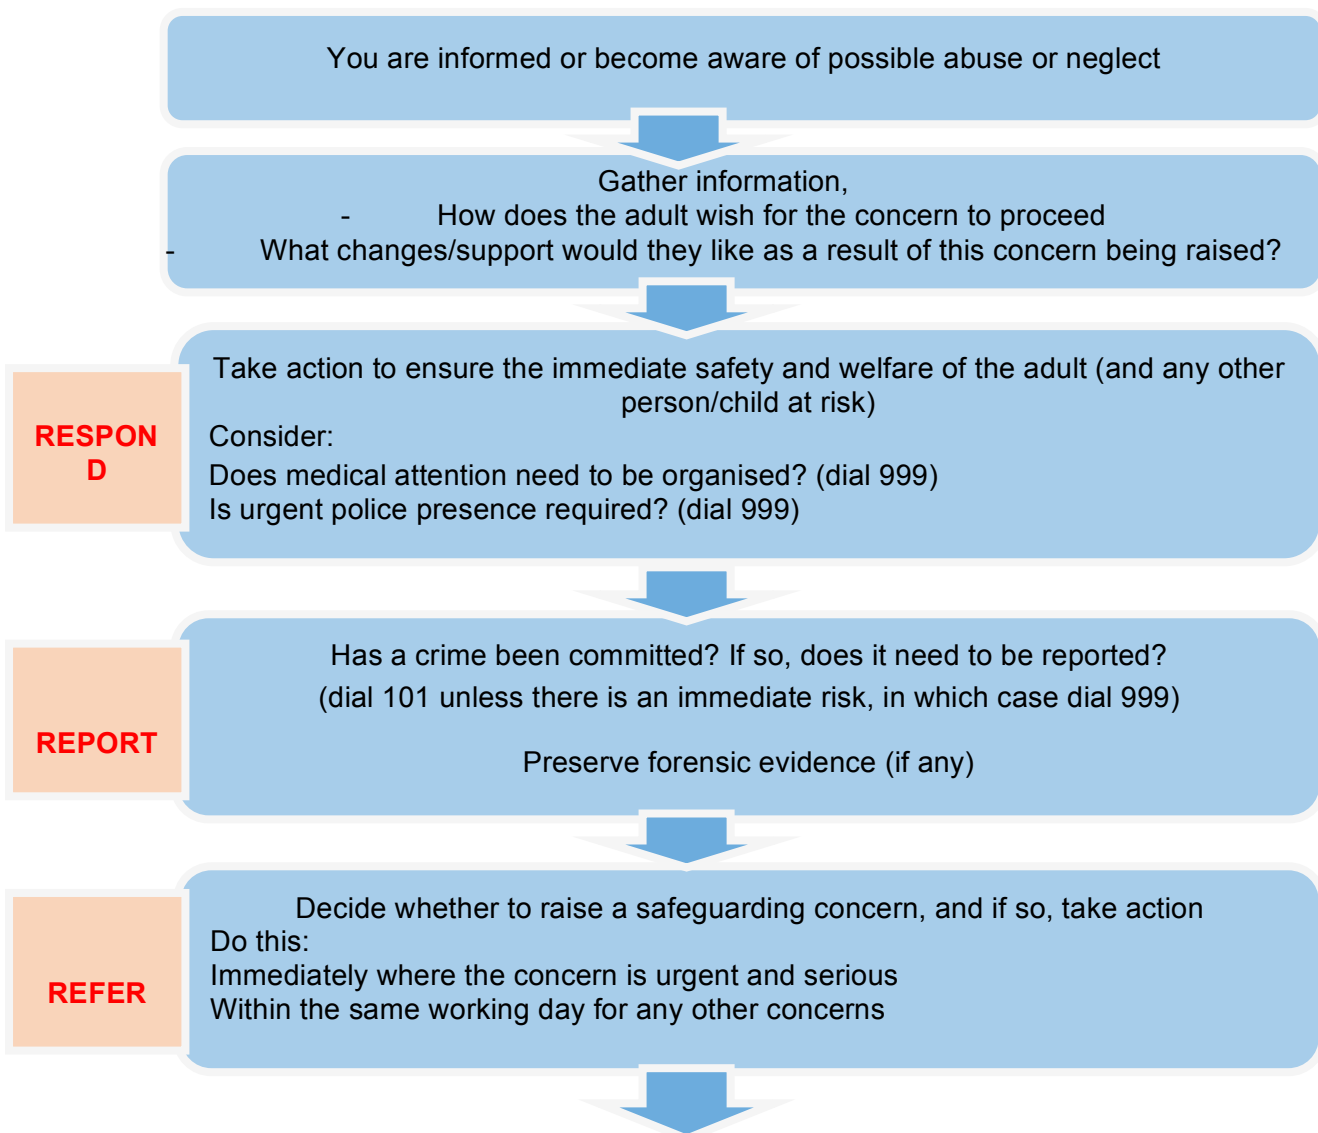 You are informed or become aware of possible abuse or neglect
Gather information,
- How does the adult wish for the concern to proceed
- What changes/support would they like as a result of this concern being raised?
RESPON
D
Take action to ensure the immediate safety and welfare of the adult (and any other
person/child at risk)
Consider:
Does medical attention need to be organised? (dial 999)
Is urgent police presence required? (dial 999)
REPORT
Has a crime been committed? If so, does it need to be reported?
(dial 101 unless there is an immediate risk, in which case dial 999)
Preserve forensic evidence (if any)
REFER
Decide whether to raise a safeguarding concern, and if so, take action
Do this:
Immediately where the concern is urgent and serious
Within the same working day for any other concerns